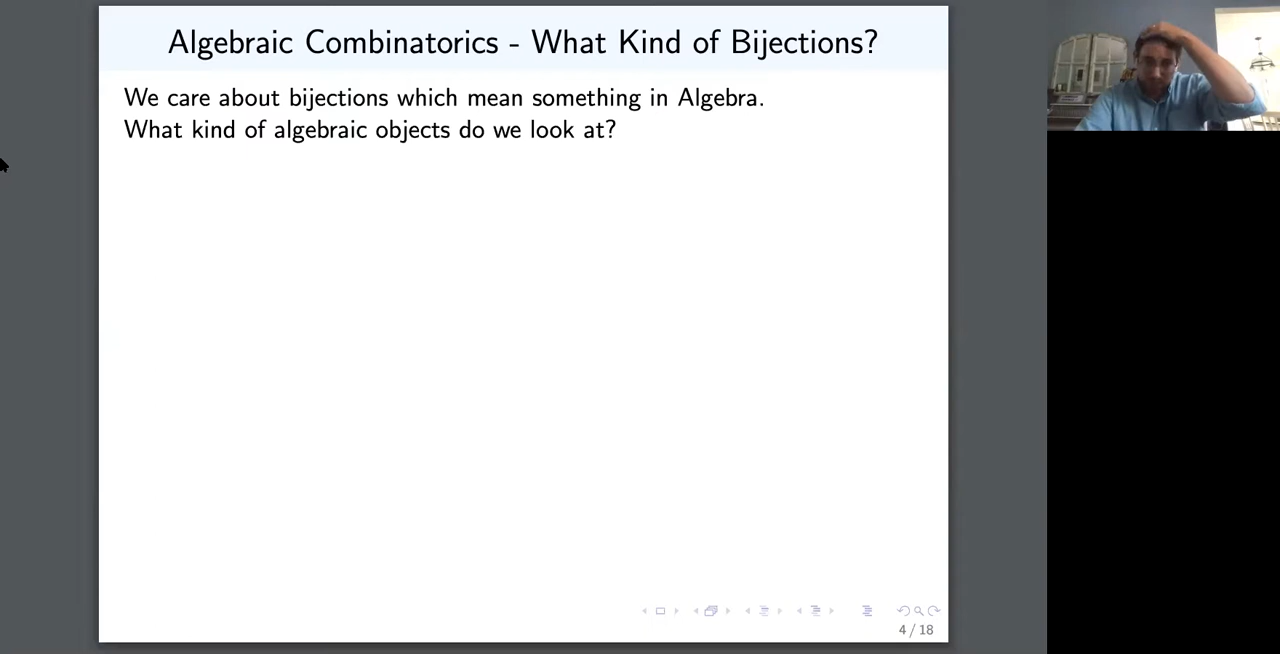 Algebraic Combinatorics - What Kind of Bijections?
We care about bijections which mean something in Algebra.
What kind of algebraic objects do we look at?
4 / 18